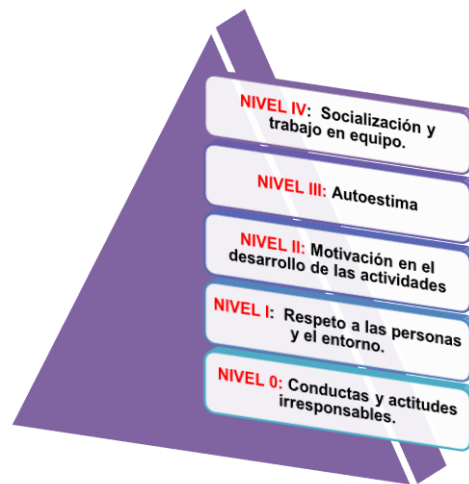 NIVEL IV: Socialización y
trabajo en equipo.
NIVEL III: Autoestima
NIVEL II: Motivación en el
desarrollo de las actividades
NIVEL I: Respeto a las personas
y el entorno.
NIVEL 0: Conductas y actitudes
irresponsables.